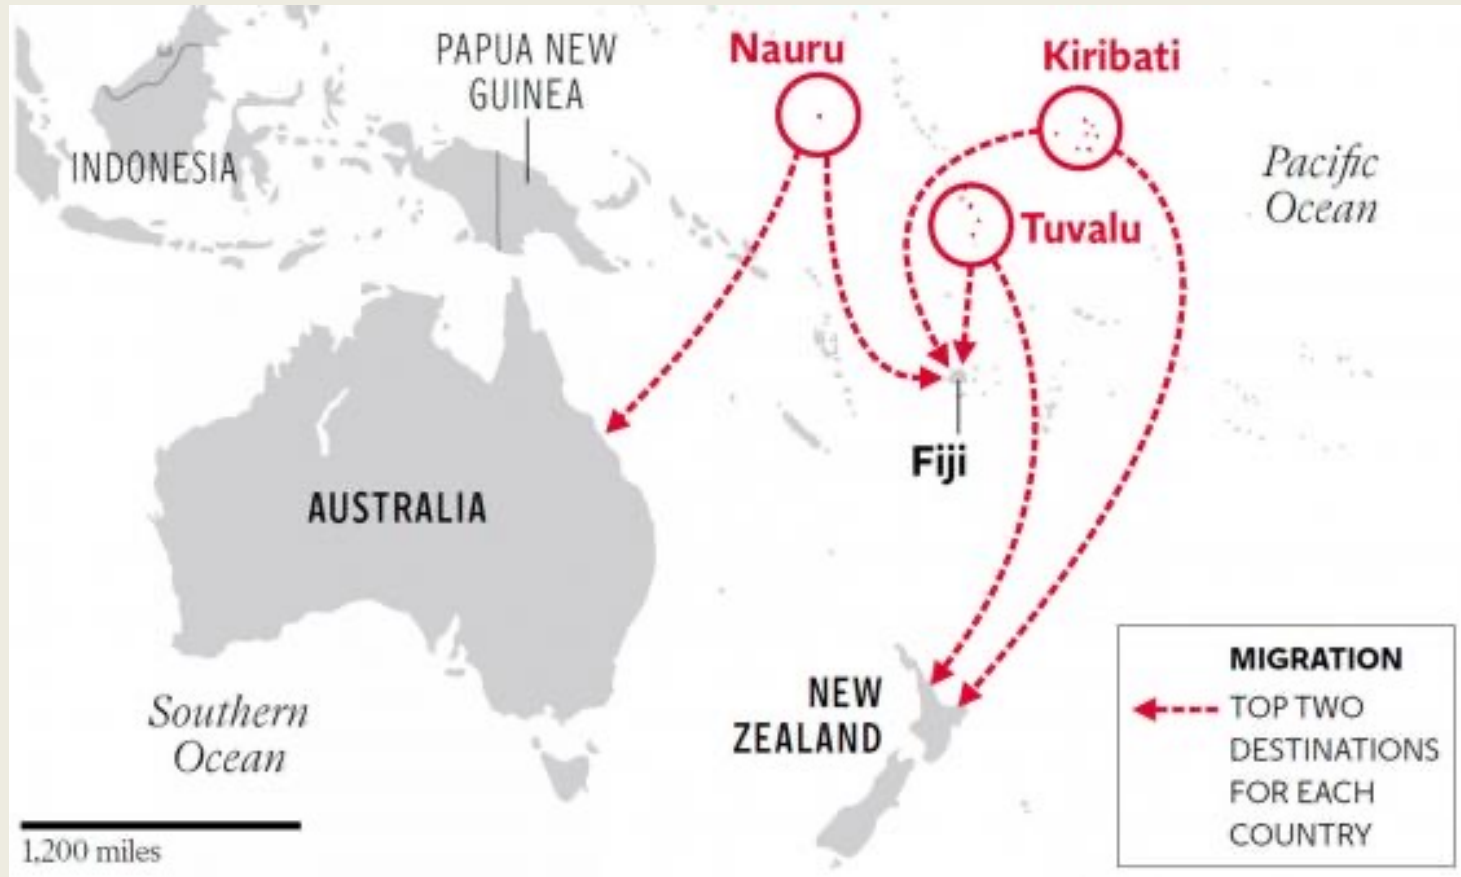 PAPUA NEW
GUINEA
Nauru
Kiribati
INDONESIA
Pacific
Ocean
Tuvalu
Fiji
AUSTRALIA
Southern
Ocean
NEW
ZEALAND
MIGRATION
TOP TWO
DESTINATIONS
FOR EACH
COUNTRY
1,200 miles